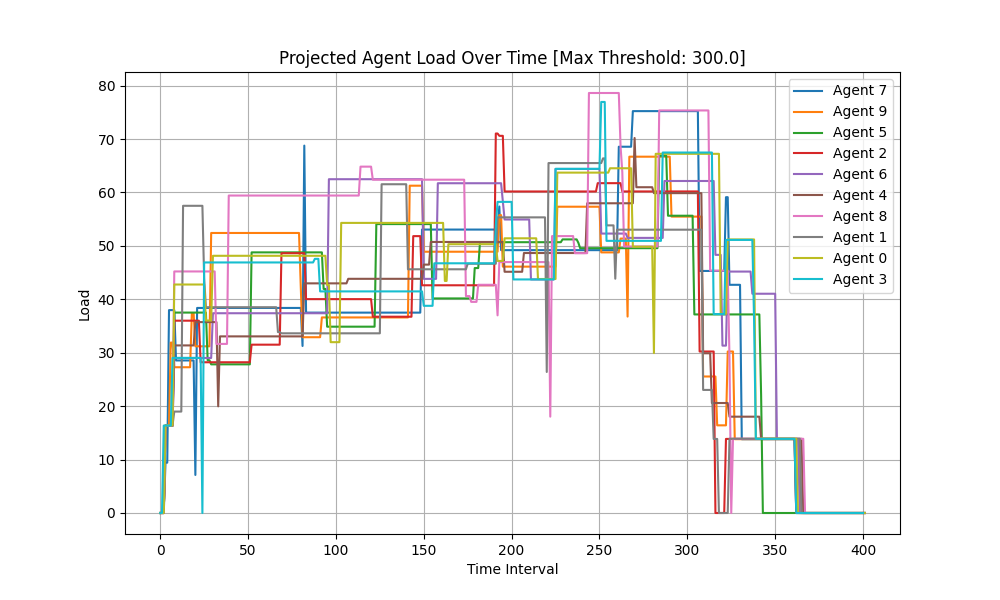 Projected Agent Load Over Time [Max Threshold: 300.0]
Load
80
70
60
50
40
30
20
10
0
0 50 100 150 200 250 300 350 400
Time Interval
Agent 7
Agent 9
Agent 5
Agent 2
Agent 6
Agent 4
Agent 8
Agent 1
Agent 0
Agent 3